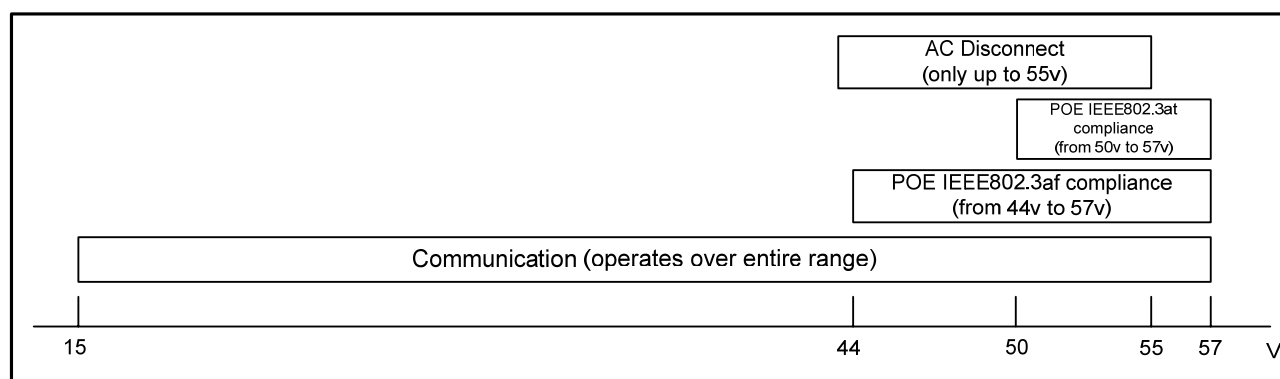 AC Disconnect
(only up to 55v)
POE IEEE802.3at
compliance
(from 50v to 57v)
POE IEEE802.3af compliance
(from 44v to 57v)
Communication (operates over entire range)
15 44 50 55 57 V